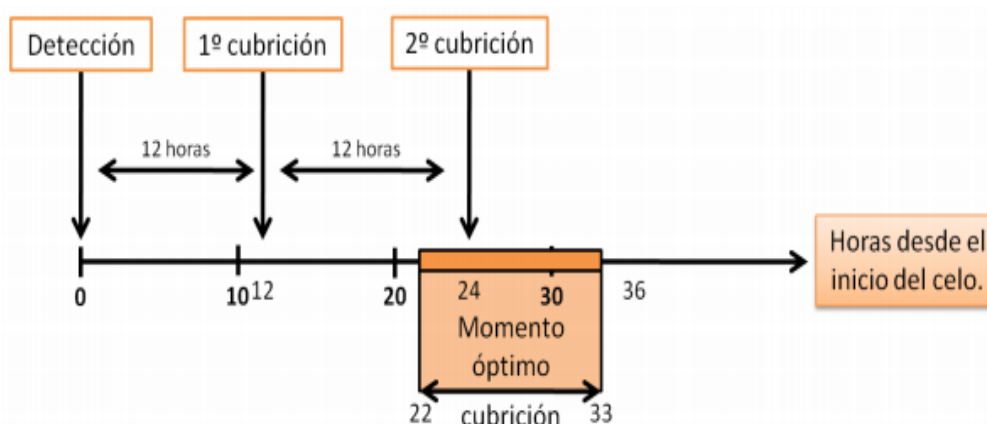 Detección
1º cubrición
2º cubrición
12 horas
12 horas
Horas desde el
inicio del celo.
0
10
12
20
24
30
36
Momento
óptimo
22
cubrición
33